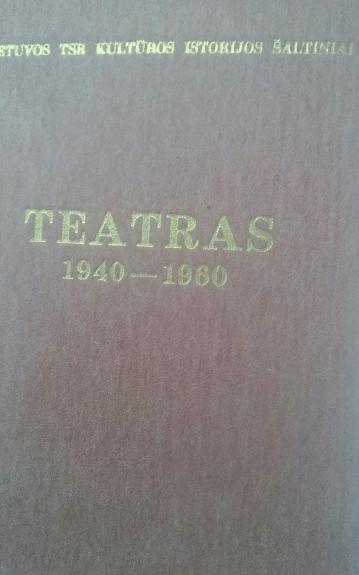 ETUVOS TSR KULTŪROS ISTORIJOS ŠALTINIAI
TEATRAS
1940—1960